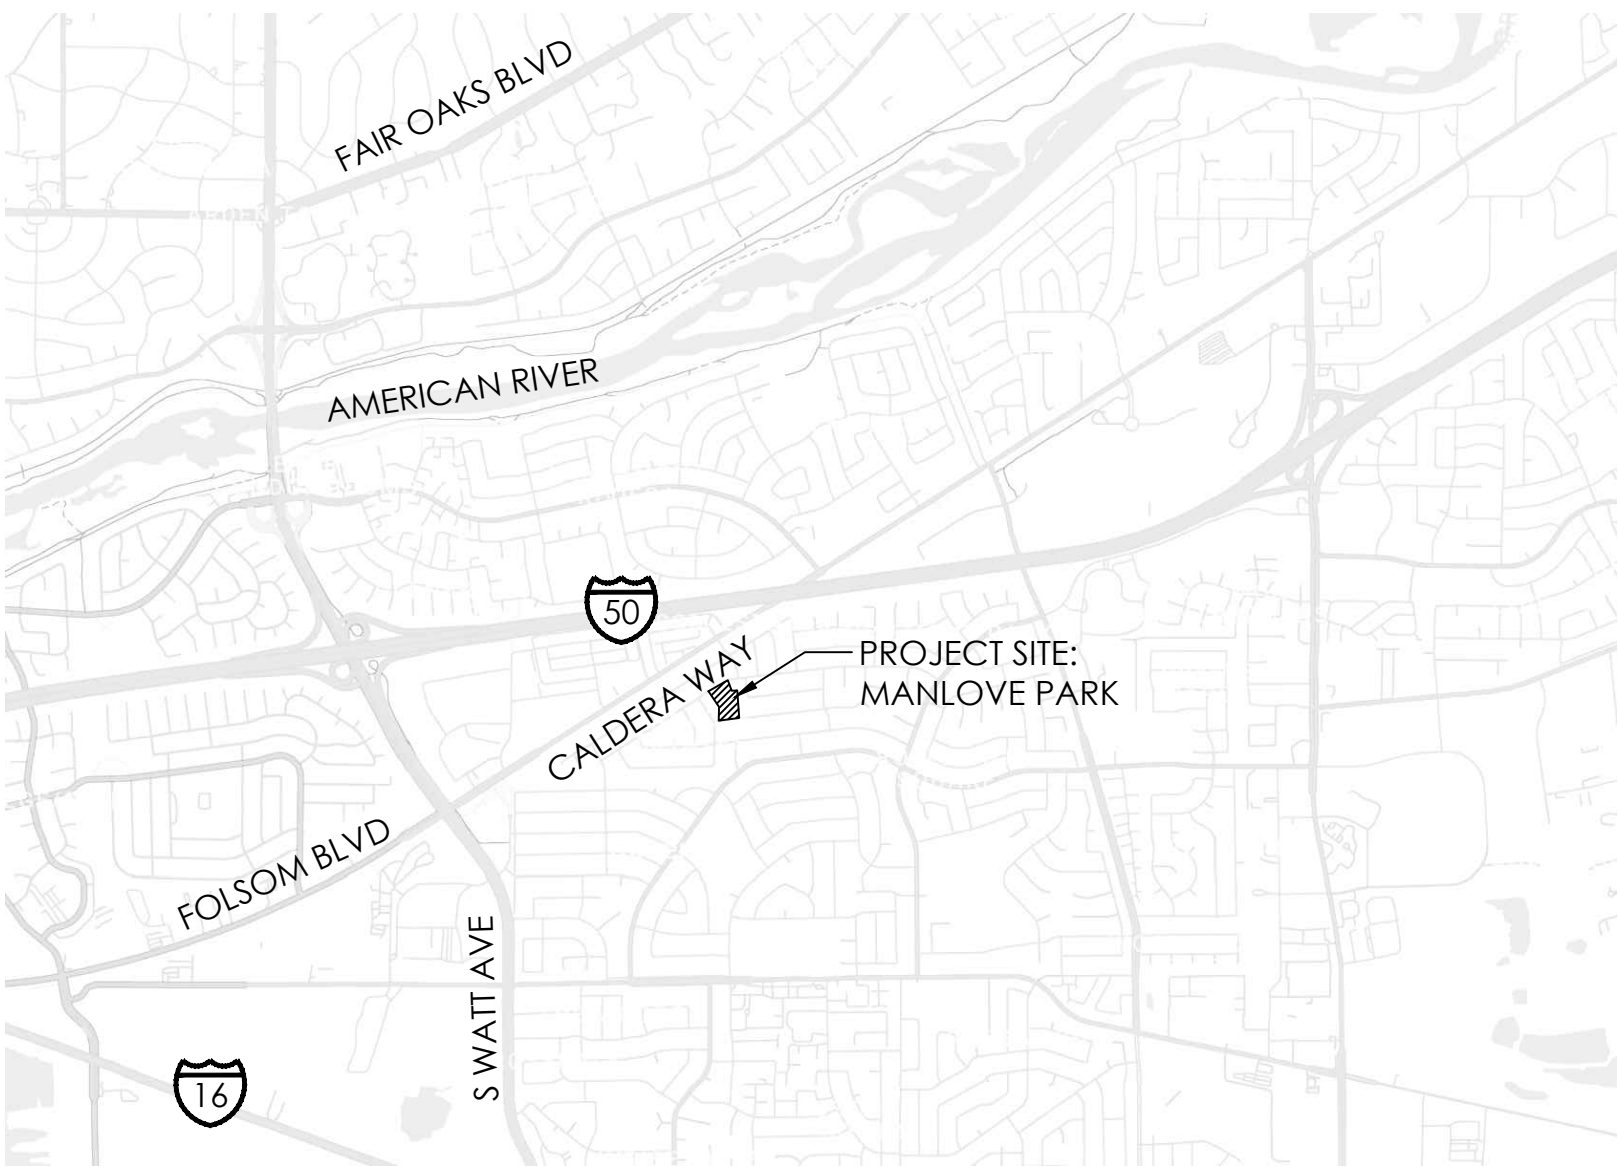 FAIR OAKS BLVD
AMERICAN RIVER
50
PROJECT SITE:
MANLOVE PARK
CALDERA WAY
FOLSOM BLVD
S WATT AVE
16